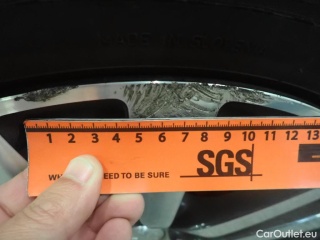 1 2 3 4 5 6 7 8 9 10 11 12 13
WH EED TO BE SURE
SGS
CarOutlet.eu